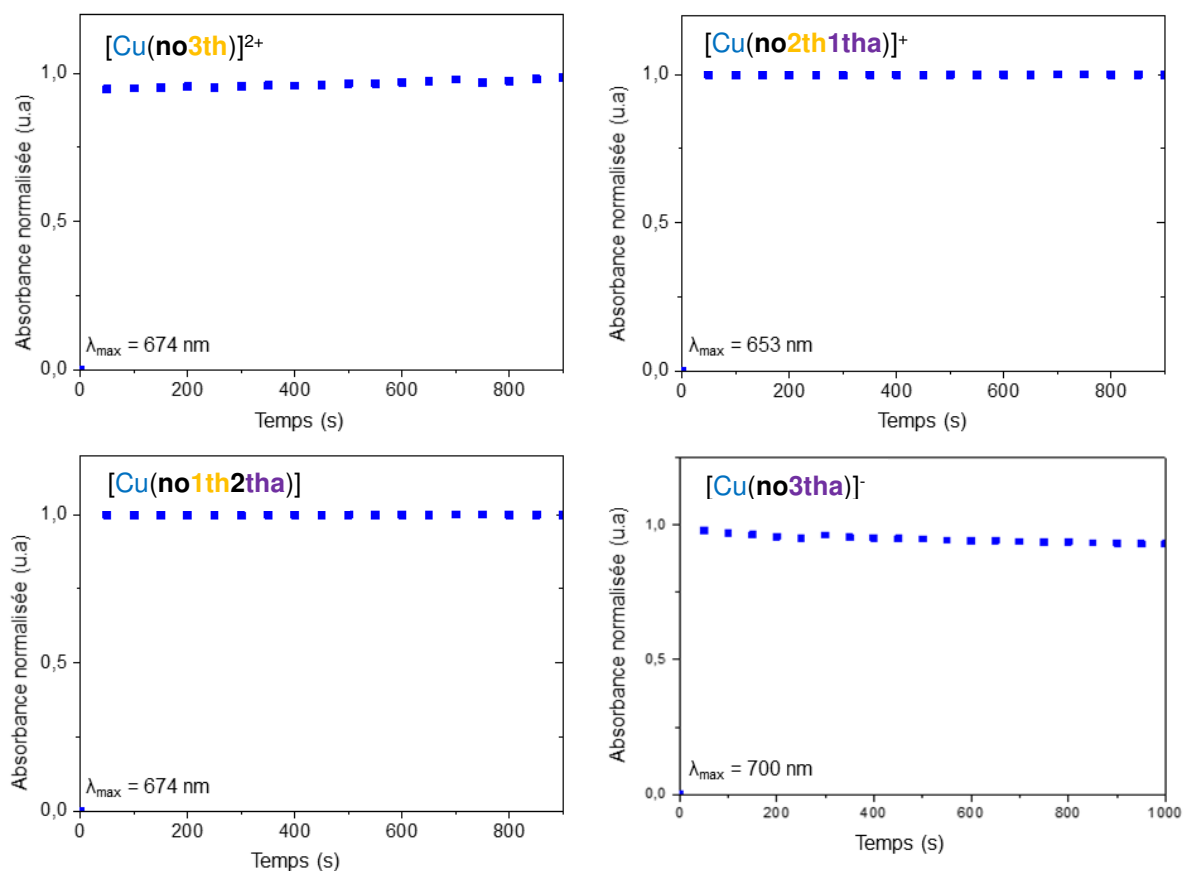 [Cu(no3th)]²⁺
1,0
0,5
0,0
Absorbance normalisée (u.a)
λmax = 674 nm
0 200 400 600 800
Temps (s)
[Cu(no2th1tha)]⁺
1,0
0,5
0,0
Absorbance normalisée (u.a)
λmax = 653 nm
0 200 400 600 800
Temps (s)
[Cu(no1th2tha)]
1,0
0,5
0,0
Absorbance normalisée (u.a)
λmax = 674 nm
0 200 400 600 800
Temps (s)
[Cu(no3tha)]⁻
1,0
0,5
0,0
Absorbance normalisée (u.a)
λmax = 700 nm
0 200 400 600 800 1000
Temps (s)